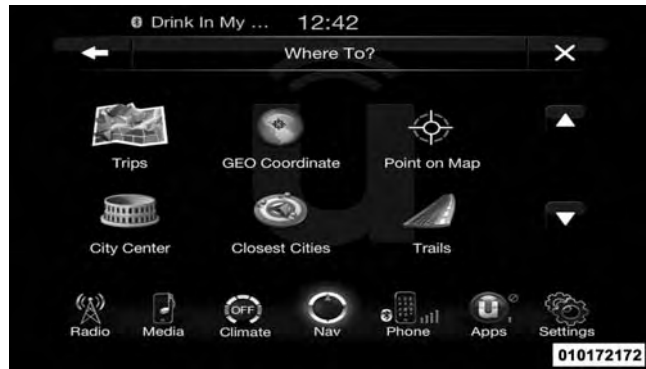 Drink In My ... 12:42
Where To?
Trips GEO Coordinate Point on Map
City Center Closest Cities Trails
OFF
Radio Media Climate Nav Phone Apps Settings
010172172